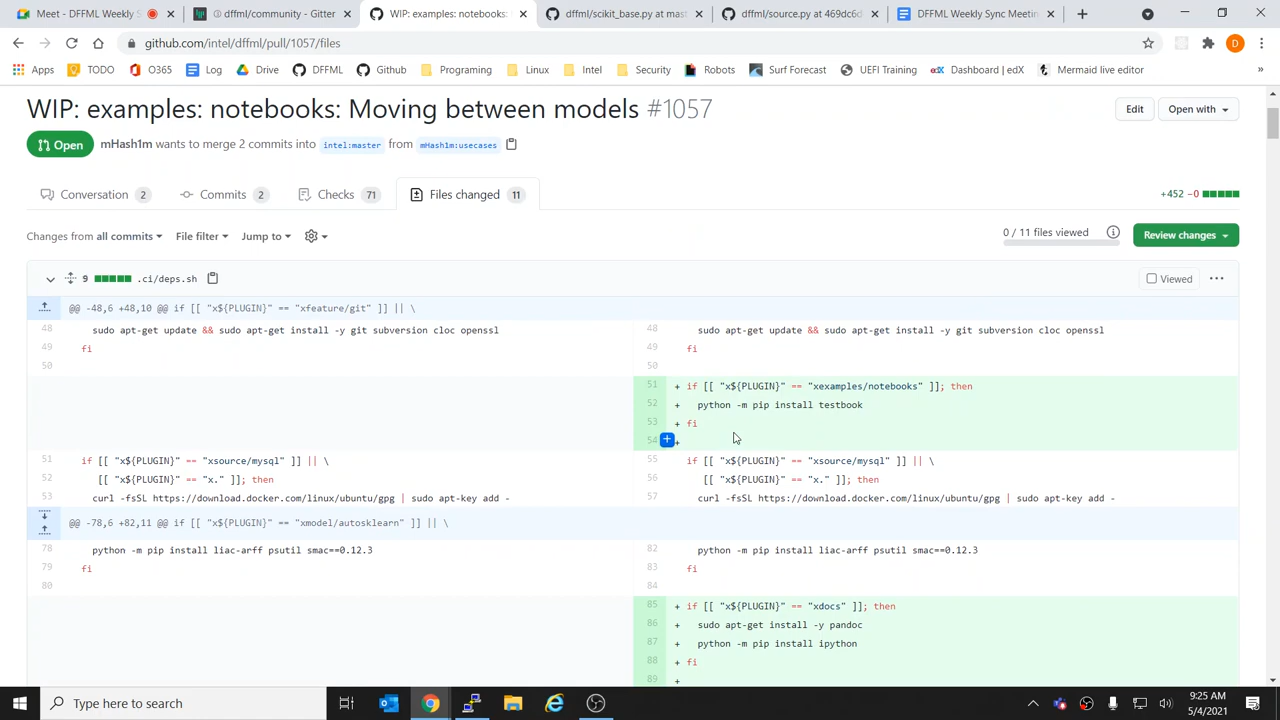 Meet - DFFML Weekly S
dffml/community - Gitter
WIP: examples: notebooks:
dffml/scikit_base.py at mast
dffml/source.py at 469dc6d
DFFML Weekly Sync Meeting
github.com/intel/dffml/pull/1057/files
D
Apps
TODO
O365
Log
Drive
DFFML
Github
Programing
Linux
Intel
Security
Robots
Surf Forecast
UEFI Training
edX
Dashboard | edX
Mermaid live editor
»
WIP: examples: notebooks: Moving between models #1057
Edit
Open with
Open
mHash1m wants to merge 2 commits into intel:master from mHash1m:usecases
Conversation 2
Commits 2
Checks 71
Files changed 11
+452 −0
Changes from all commits
File filter
Jump to
0 / 11 files viewed
Review changes
9 .ci/deps.sh
Viewed
@@ -48,6 +48,10 @@ if [[ "x${PLUGIN}" == "xfeature/git" ]] || \
48 sudo apt-get update && sudo apt-get install -y git subversion cloc openssl
48 sudo apt-get update && sudo apt-get install -y git subversion cloc openssl
49 fi
49 fi
50
50
51 + if [[ "x${PLUGIN}" == "xexamples/notebooks" ]]; then
52 + python -m pip install testbook
53 + fi
54 +
51 if [[ "x${PLUGIN}" == "xsource/mysql" ]] || \
55 if [[ "x${PLUGIN}" == "xsource/mysql" ]] || \
52 [[ "x${PLUGIN}" == "x." ]]; then
56 [[ "x${PLUGIN}" == "x." ]]; then
53 curl -fsSL https://download.docker.com/linux/ubuntu/gpg | sudo apt-key add -
57 curl -fsSL https://download.docker.com/linux/ubuntu/gpg | sudo apt-key add -
@@ -78,6 +82,11 @@ if [[ "x${PLUGIN}" == "xmodel/autosklearn" ]] || \
78 python -m pip install liac-arff psutil smac==0.12.3
82 python -m pip install liac-arff psutil smac==0.12.3
79 fi
83 fi
80
84
85 + if [[ "x${PLUGIN}" == "xdocs" ]]; then
86 + sudo apt-get install -y pandoc
87 + python -m pip install ipython
88 + fi
89 +
Type here to search
9:25 AM
5/4/2021